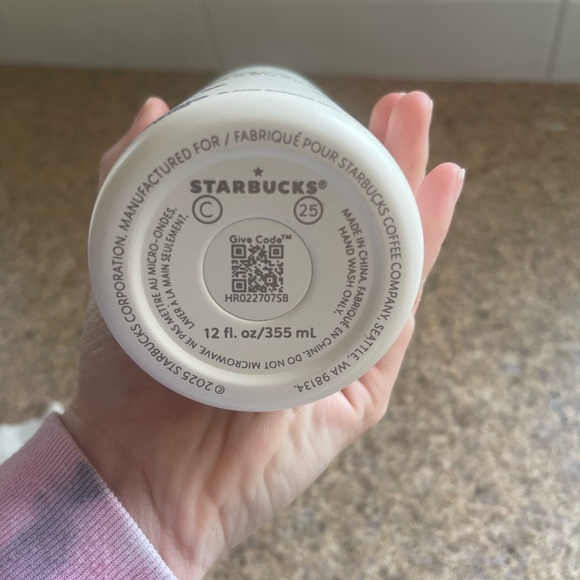 MANUFACTURED FOR / FABRIQUÉ POUR STARBUCKS COFFEE COMPANY, SEATTLE, WA 98134.
© 2025 STARBUCKS CORPORATION.
STARBUCKS®
C 25
MADE IN CHINA. FABRIQUÉ EN CHINE. DO NOT MICROWAVE. NE PAS METTRE AU MICRO-ONDES.
HAND WASH ONLY.
LAVER À LA MAIN SEULEMENT.
Give Code™
HR022707SB
12 fl. oz/355 mL